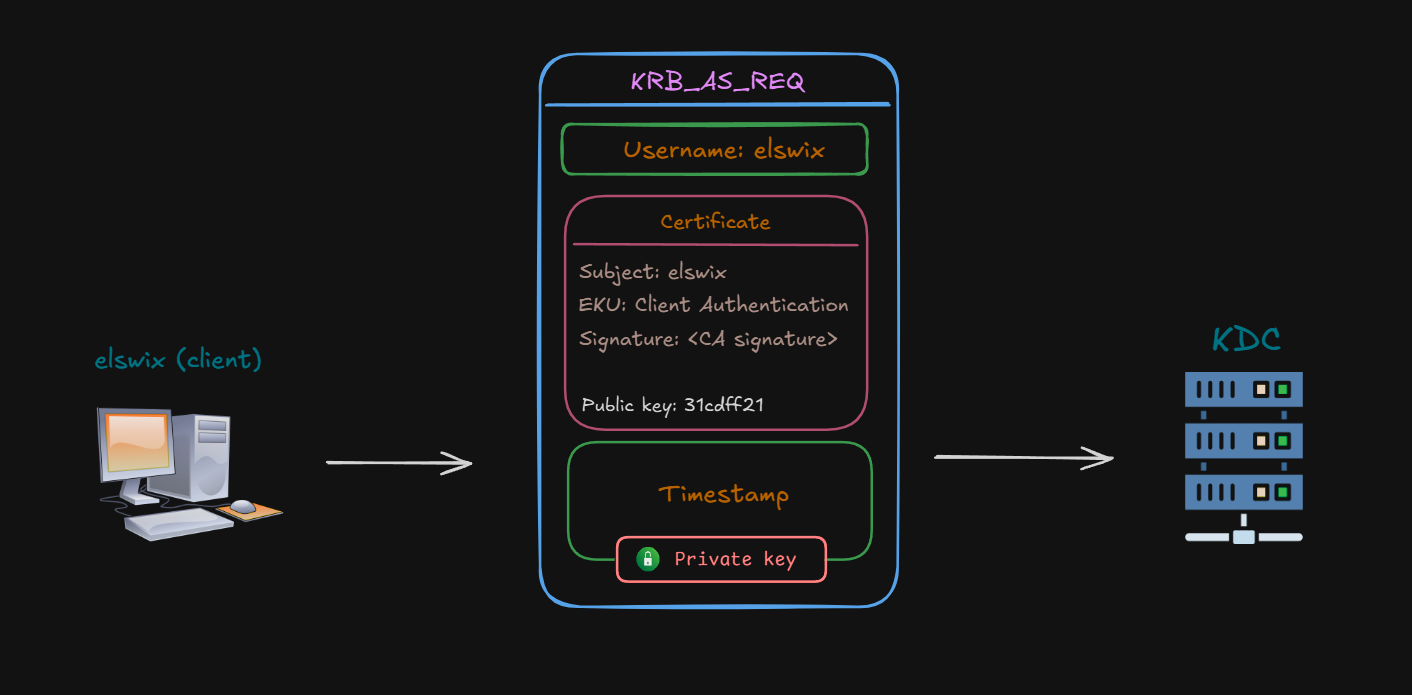 KRB_AS_REQ
Username: elswix
Certificate
Subject: elswix
EKU: Client Authentication
Signature: <CA signature>
Public key: 31cdff21
Timestamp
Private key
elswix (client)
KDC